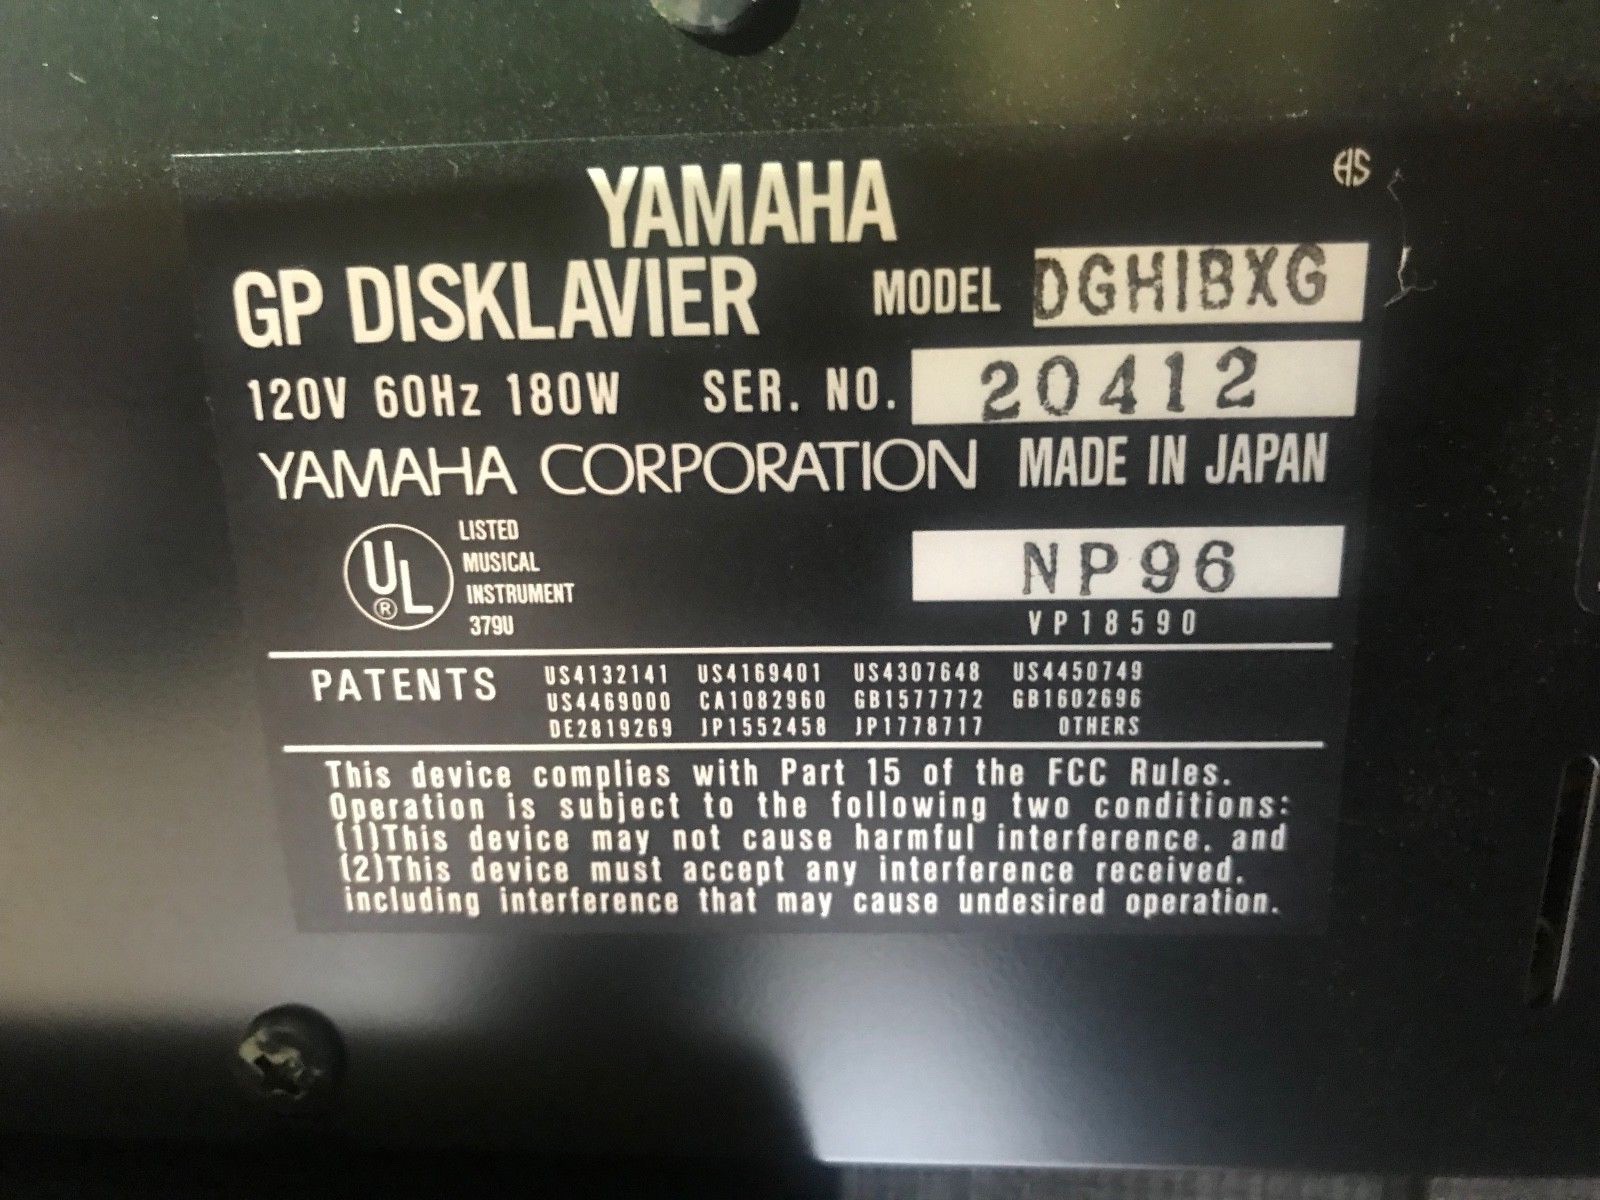 HS
YAMAHA
GP DISKLAVIER MODEL DGHIBXG
120V 60Hz 180W SER. NO. 20412
YAMAHA CORPORATION MADE IN JAPAN
UL® LISTED
MUSICAL
INSTRUMENT
379U
NP96
VP18590
PATENTS US4132141 US4169401 US4307648 US4450749
US4469000 CA1082960 GB1577772 GB1602696
DE2819269 JP1552458 JP1778717 OTHERS
This device complies with Part 15 of the FCC Rules.
Operation is subject to the following two conditions:
(1)This device may not cause harmful interference. and
(2)This device must accept any interference received.
including interference that may cause undesired operation.